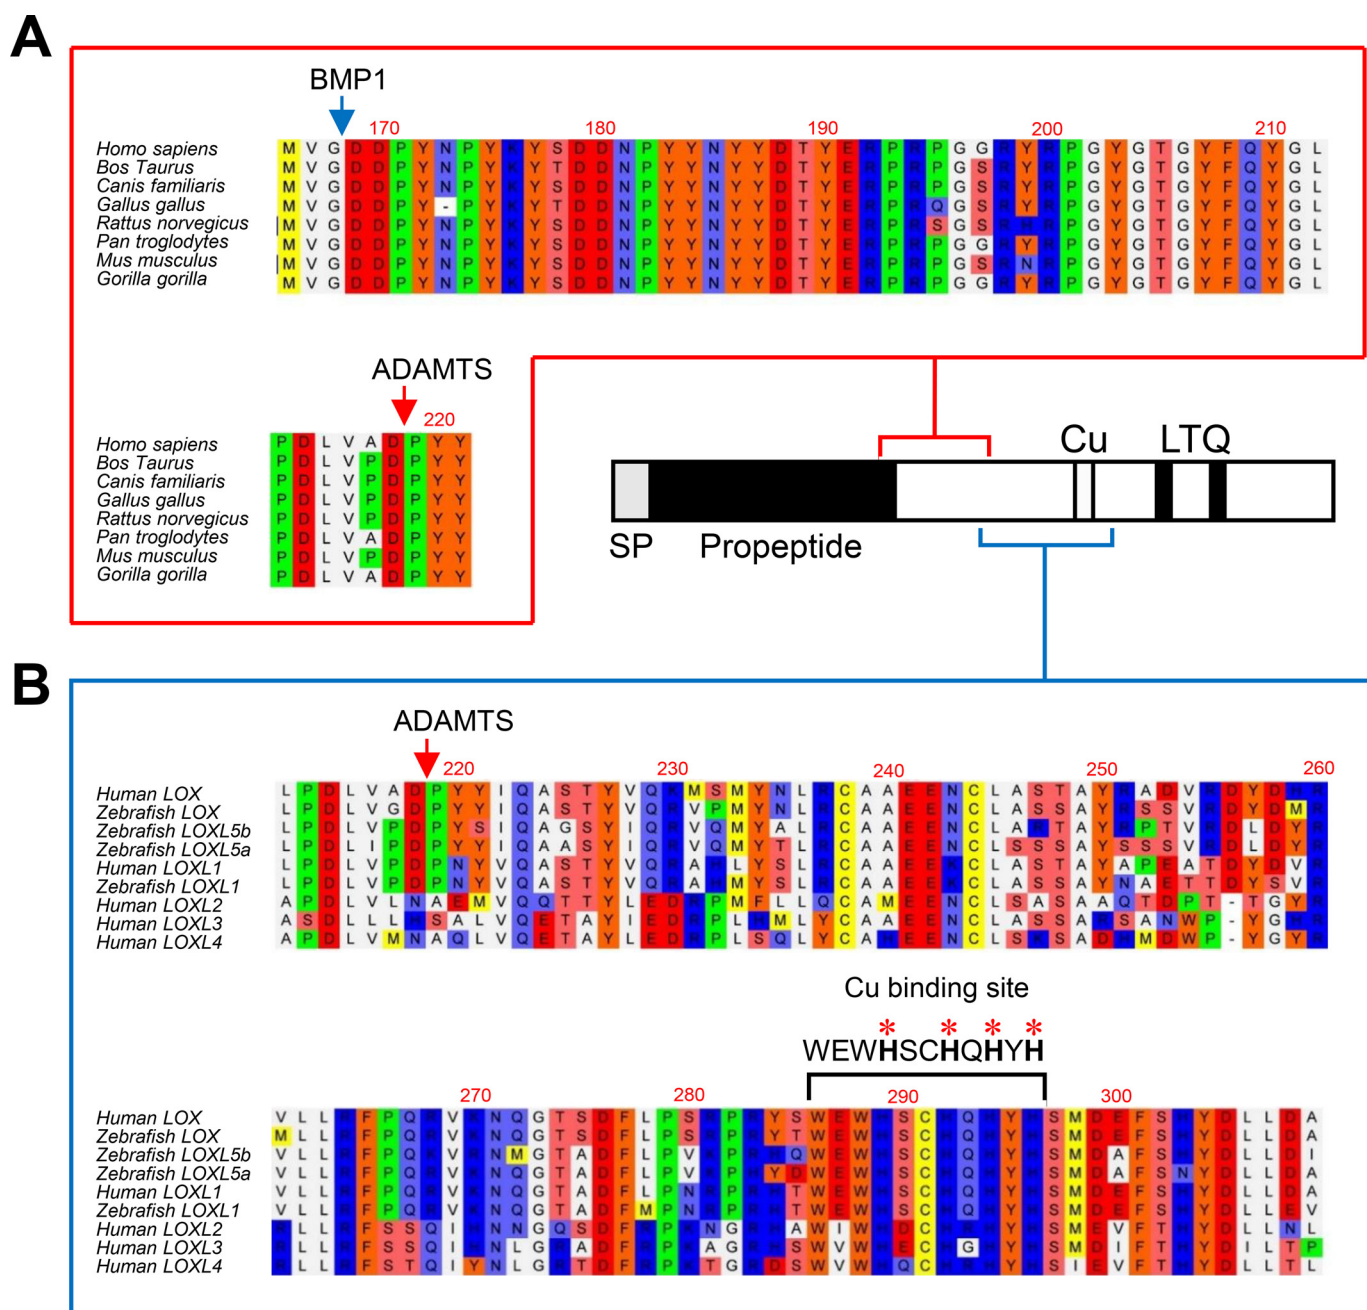 A
BMP1
170 180 190 200 210
Homo sapiens M V G D D P Y N P Y K Y S D D N P Y Y N Y Y D T Y E R P R P G G R Y R P G Y G T G Y F Q Y G L
Bos Taurus M V G D D P Y N P Y K Y T D D N P Y Y N Y Y D T Y E R P R P G S R Y R P G Y G T G Y F Q Y G L
Canis familiaris M V G D D P Y N P Y K Y S D D N P Y Y N Y Y D T Y E R P R P G S R Y R P G Y G T G Y F Q Y G L
Gallus gallus M V G D D P Y - P Y K Y T D D N P Y Y N Y Y D T Y E R P R Q G S R Y R P G Y G T G Y F Q Y G L
Rattus norvegicus M V G D D P Y N P Y K Y S D D N P Y Y N Y Y D T Y E R P R S G S R H R P G Y G T G Y F Q Y G L
Pan troglodytes M V G D D P Y N P Y K Y S D D N P Y Y N Y Y D T Y E R P R P G G R Y R P G Y G T G Y F Q Y G L
Mus musculus M V G D D P Y N P Y K Y S D D N P Y Y N Y Y D T Y E R P R P G S R N R P G Y G T G Y F Q Y G L
Gorilla gorilla M V G D D P Y N P Y K Y S D D N P Y Y N Y Y D T Y E R P R P G G R Y R P G Y G T G Y F Q Y G L
ADAMTS
220
Homo sapiens P D L V A D P Y Y
Bos Taurus P D L V P D P Y Y
Canis familiaris P D L V A D P Y Y
Gallus gallus P D L V A D P Y Y
Rattus norvegicus P D L V P D P Y Y
Pan troglodytes P D L V A D P Y Y
Mus musculus P D L V P D P Y Y
Gorilla gorilla P D L V A D P Y Y
Cu LTQ
SP Propeptide
B
ADAMTS
220 230 240 250 260
Human LOX L P D L V A D P Y Y I Q A S T Y V Q K M S M Y N L R C A A E E N C L A S T A Y R A D V R D Y D H R
Zebrafish LOX L P D L V G D P Y Y I Q A S T Y V Q R V P M Y N L R C A A E E N C L A S S A Y R S S V R D Y D M R
Zebrafish LOXL5b L P D L V P D P Y S I Q A G S Y I Q R V Q M Y A L R C A A E E N C L A R T A Y R P T V R D L D Y R
Zebrafish LOXL5a L P D L I P D P Y Y I Q A A S Y I Q R V Q M Y T L R C A A E E N C L S S S A Y S S S V R D L D Y R
Human LOXL1 L P D L V P D P N Y V Q A S T Y V Q R A H L Y S L R C A A E E K C L A S T A Y A P E A T D Y D V R
Zebrafish LOXL1 L P D L V P D P N Y V Q A S T Y V Q R A H M Y S L R C A A E E K C L A S S A Y N A E T T D Y S V R
Human LOXL2 A P D L V L N A E M V Q Q T T Y L E D R P M F L L Q C A M E E N C L S A S A A Q T D P T - T G Y R
Human LOXL3 A S D L L L H S A L V Q E T A Y I E D R P L H M L Y C A A E E N C L A S S A R S A N W P - Y G H R
Human LOXL4 A P D L V M N A Q L V Q E T A Y L E D R P L S Q L Y C A H E E N C L S K S A D H M D W P - Y G Y R
Cu binding site
* * * *
WEWHSCHQHYH
270 280 290 300
Human LOX V L L R F P Q R V K N Q G T S D F L P S R P R Y S W E W H S C H Q H Y H S M D E F S H Y D L L D A
Zebrafish LOX M L L R F P Q R V K N Q G T S D F L P S R P R Y T W E W H S C H Q H Y H S M D E F S H Y D L L D A
Zebrafish LOXL5b V L L R F P Q R V R N M G T A D F L P V K P R H Q W E W H S C H Q H Y H S M D A F S H Y D L L D I
Zebrafish LOXL5a V L L R F P Q R V K N Q G T A D F L P V K P H Y D W E W H S C H Q H Y H S M D A F S N Y D L L D A
Human LOXL1 V L L R F P Q R V K N Q G T A D F L P N R P R H T W E W H S C H Q H Y H S M D E F S H Y D L L D A
Zebrafish LOXL1 V L L R F P Q R V K N Q G T A D F M P N R P R H T W E W H S C H Q H Y H S M D E F S H Y D L L E V
Human LOXL2 R L L R F S S Q I H N N G Q S D F R P K N G R H A W I W H D C H R H Y H S M E V F T H Y D L L N L
Human LOXL3 R L L R F S S Q I H N L G R A D F R P K A G R H S W V W H E C H G H Y H S M D I F T H Y D I L T P
Human LOXL4 R L L R F S T Q I Y N L G R T D F R P K T G R D S W V W H Q C H R H Y H S I E V F T H Y D L L T L